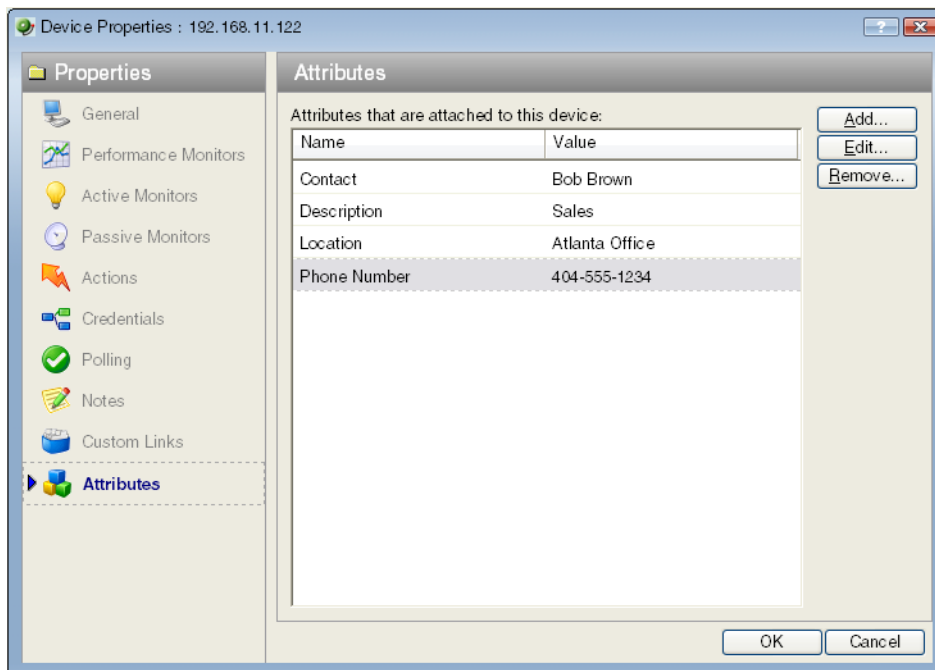 Device Properties : 192.168.11.122
?
Properties
General
Performance Monitors
Active Monitors
Passive Monitors
Actions
Credentials
Polling
Notes
Custom Links
Attributes
Attributes
Attributes that are attached to this device:
Name Value
Contact Bob Brown
Description Sales
Location Atlanta Office
Phone Number 404-555-1234
Add...
Edit...
Remove...
OK Cancel